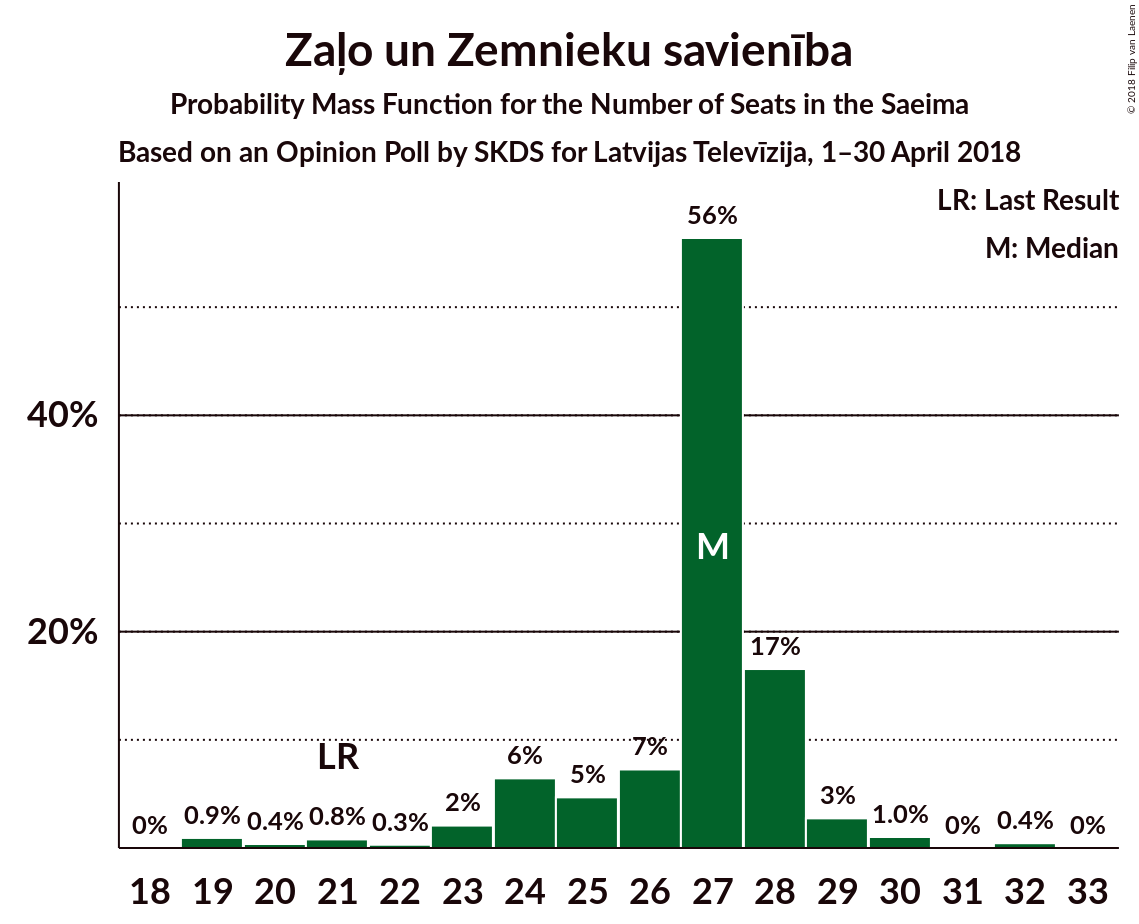 Zaļo un Zemnieku savienība
Probability Mass Function for the Number of Seats in the Saeima
Based on an Opinion Poll by SKDS for Latvijas Televīzija, 1–30 April 2018
© 2018 Filip van Laenen
LR: Last Result
M: Median
56%
40%
M
20%
17%
LR
0% 0.9% 0.4% 0.8% 0.3% 2% 6% 5% 7% 3% 1.0% 0% 0.4% 0%
18 19 20 21 22 23 24 25 26 27 28 29 30 31 32 33